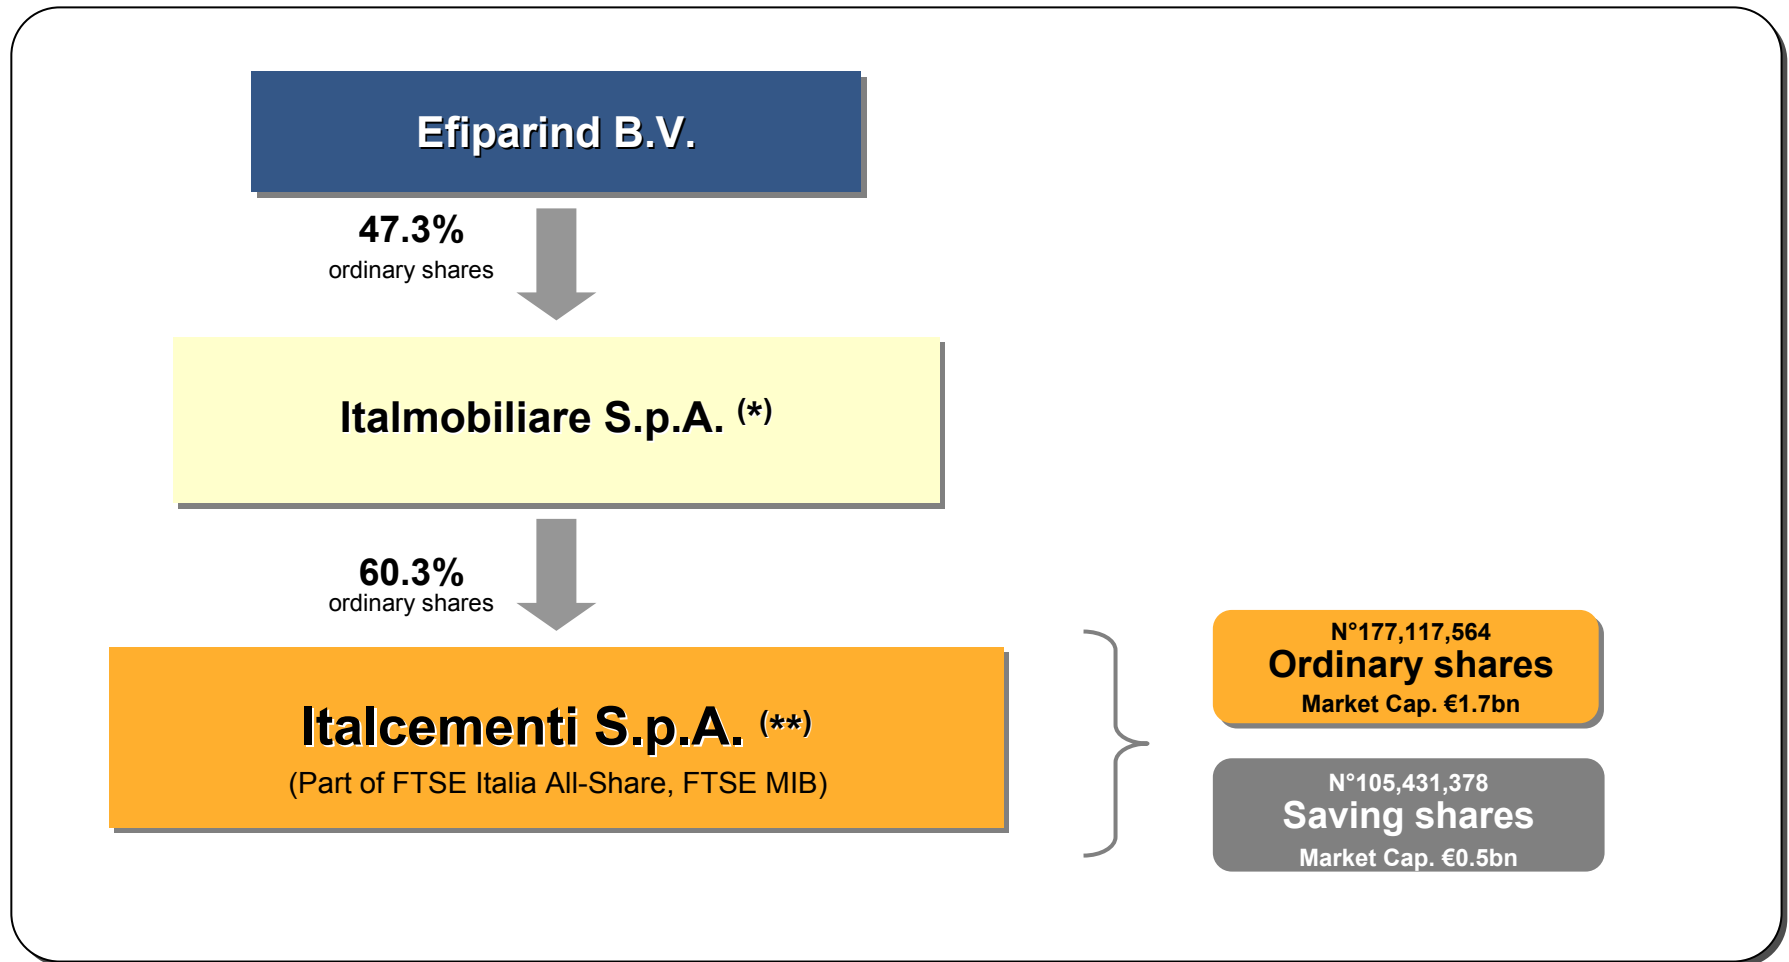 Efiparind B.V.
47.3%
ordinary shares
Italmobiliare S.p.A. (*)
60.3%
ordinary shares
Italcementi S.p.A. (**)
(Part of FTSE Italia All-Share, FTSE MIB)
N°177,117,564
Ordinary shares
Market Cap. €1.7bn
N°105,431,378
Saving shares
Market Cap. €0.5bn